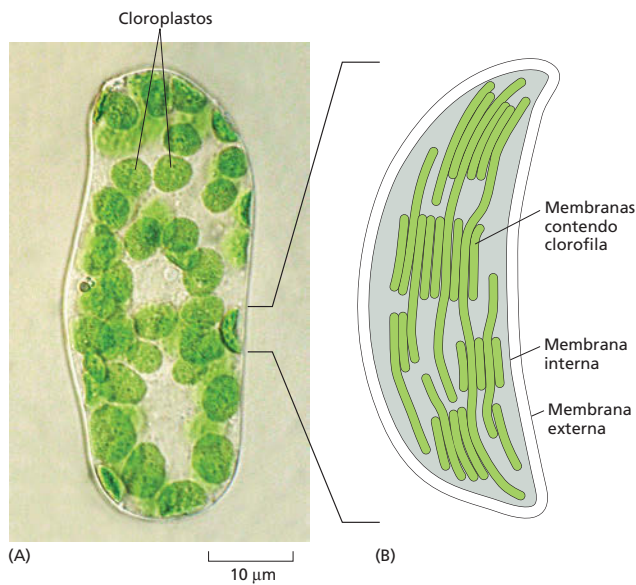 Cloroplastos
Membranas
contendo
clorofila
Membrana
interna
Membrana
externa
(A)
10 μm
(B)